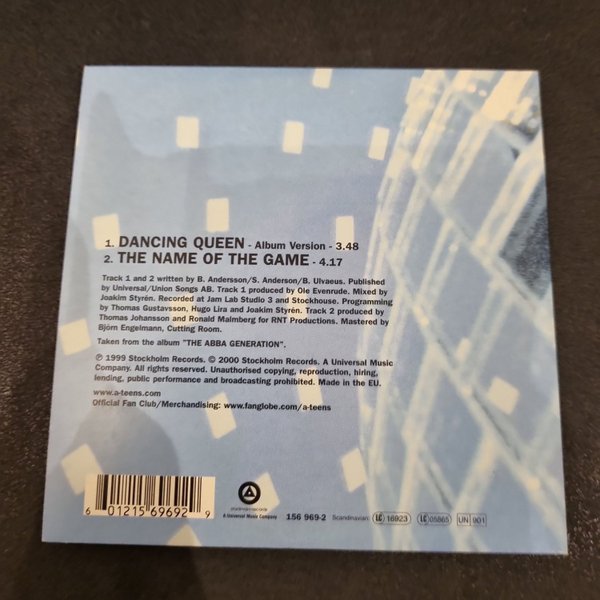 1. DANCING QUEEN - Album Version - 3.48
2. THE NAME OF THE GAME - 4.17
Track 1 and 2 written by B. Andersson/S. Anderson/B. Ulvaeus. Published
by Universal/Union Songs AB. Track 1 produced by Ole Evenrude. Mixed by
Joakim Styrén. Recorded at Jam Lab Studio 3 and Stockhouse. Programming
by Thomas Gustavsson, Hugo Lira and Joakim Styrén. Track 2 produced by
Thomas Johansson and Ronald Malmberg for RNT Productions. Mastered by
Björn Engelmann, Cutting Room.
Taken from the album "THE ABBA GENERATION".
℗ 1999 Stockholm Records. © 2000 Stockholm Records. A Universal Music
Company. All rights reserved. Unauthorised copying, reproduction, hiring,
lending, public performance and broadcasting prohibited. Made in the EU.
www.a-teens.com
Official Fan Club/Merchandising: www.fanglobe.com/a-teens
6 01215 69692 9
stockholm records
A Universal Music Company
156 969-2
Scandinavian: LC 16923
LC 05865
UN 901